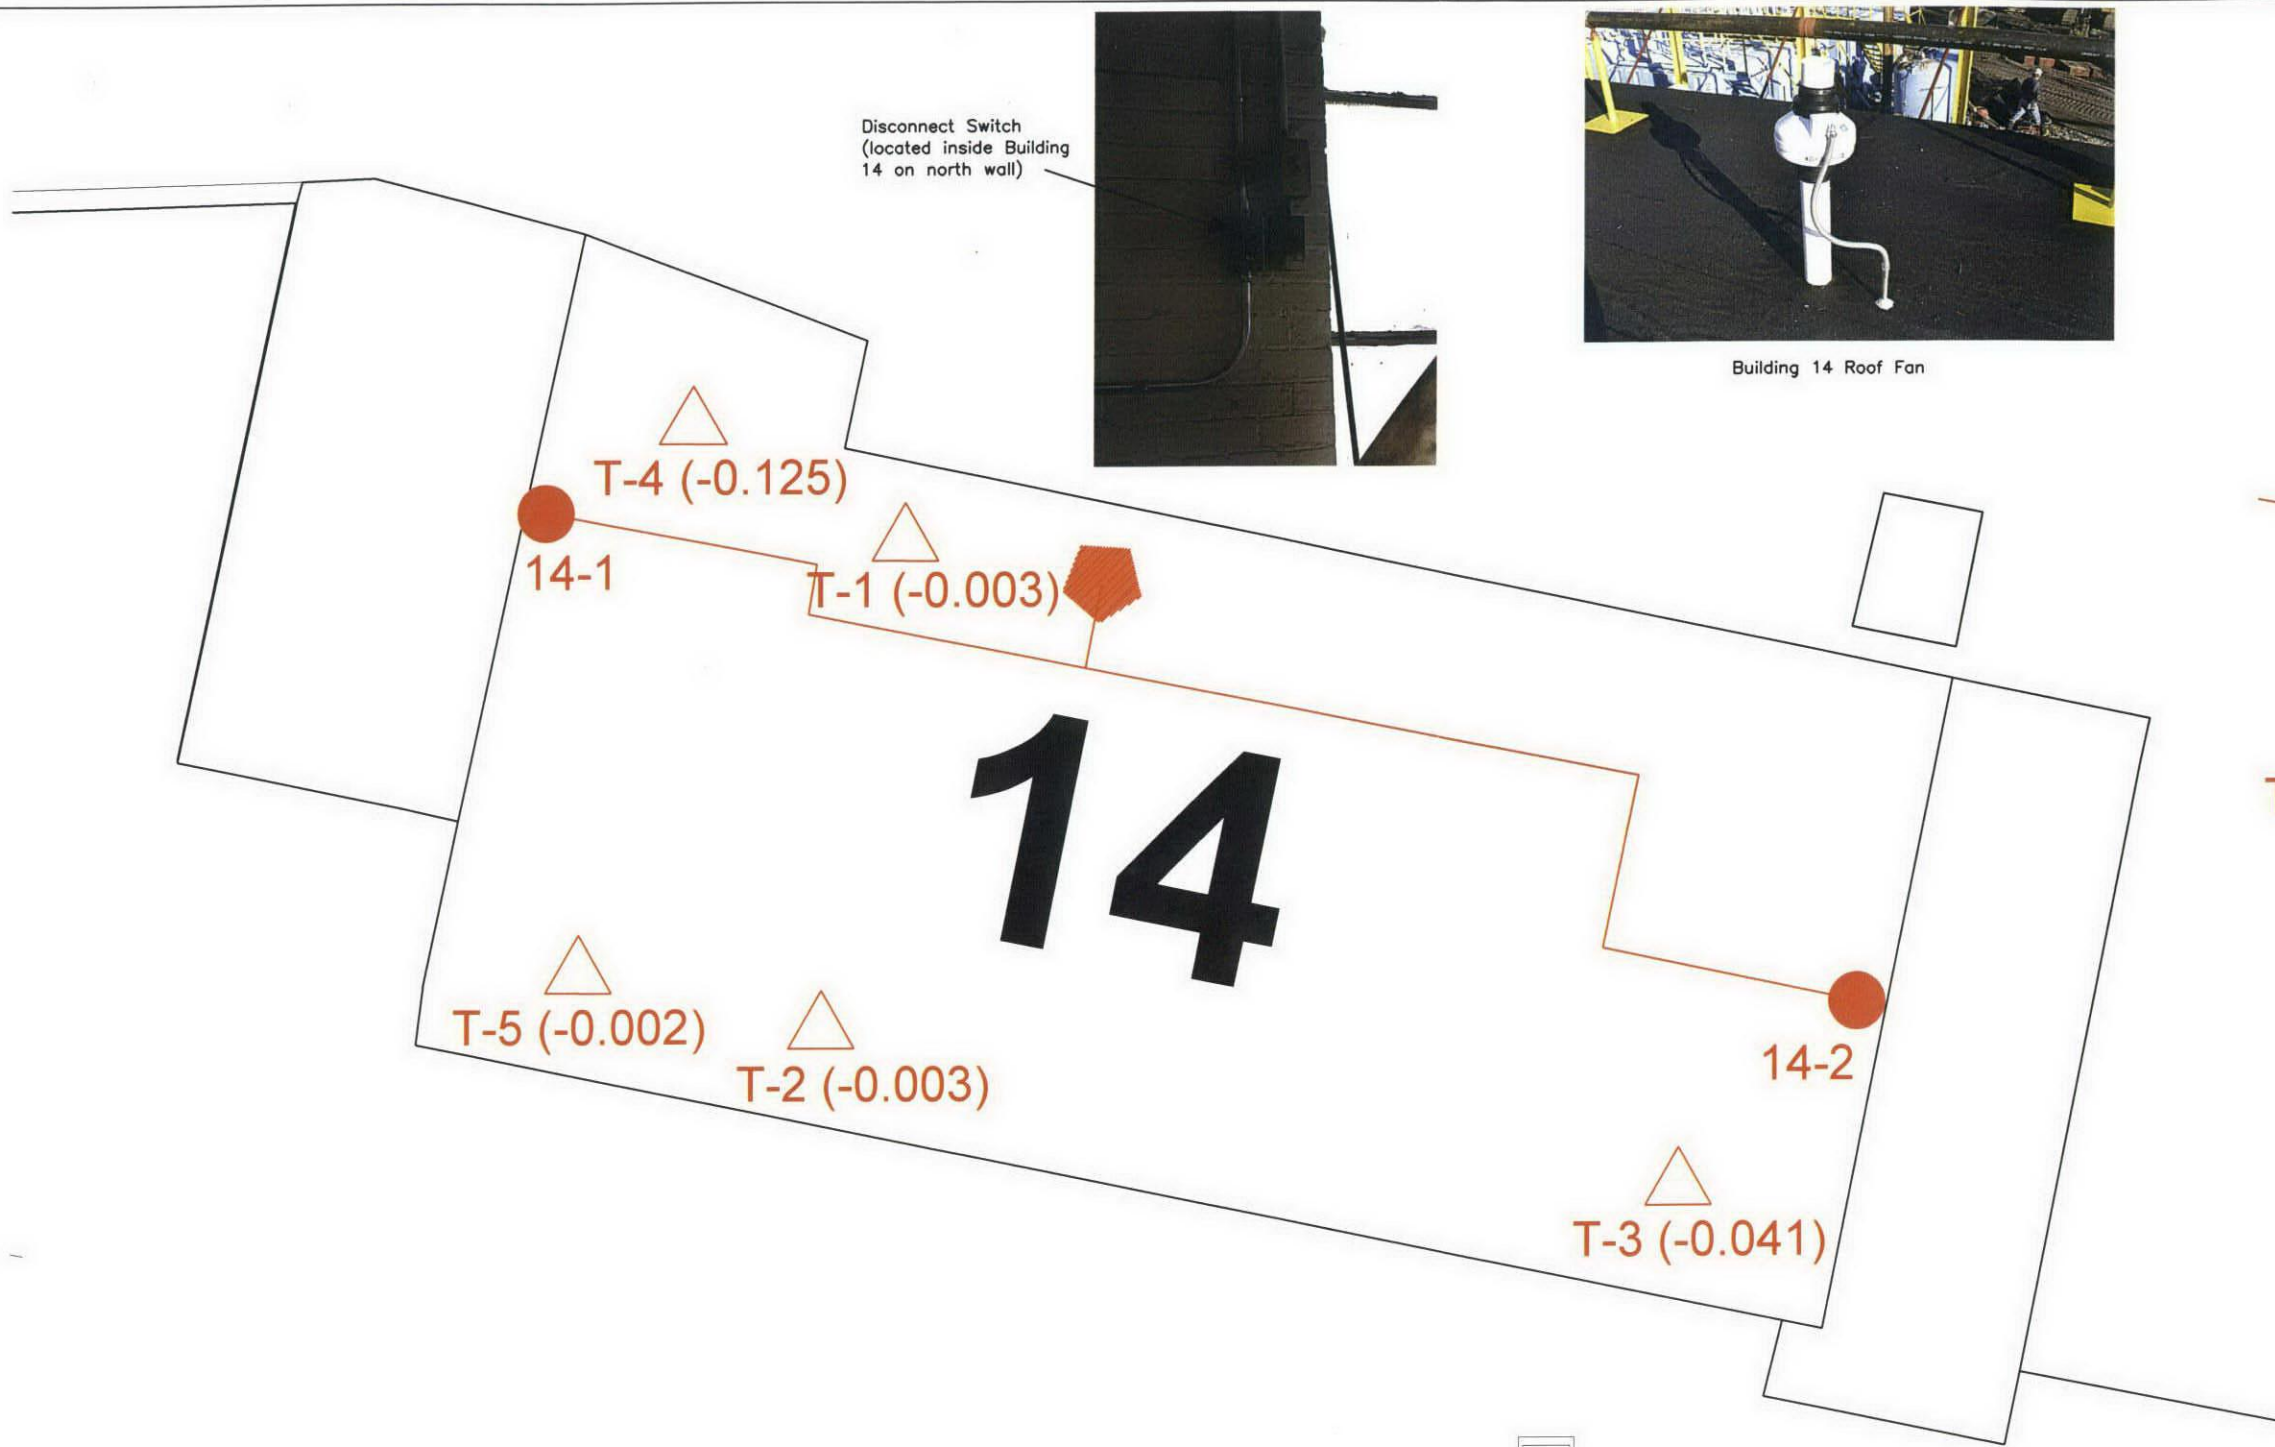 Disconnect Switch
(located inside Building
14 on north wall)
Building 14 Roof Fan
T-4 (-0.125)
14-1
T-1 (-0.003)
14
T-5 (-0.002)
T-2 (-0.003)
14-2
T-3 (-0.041)